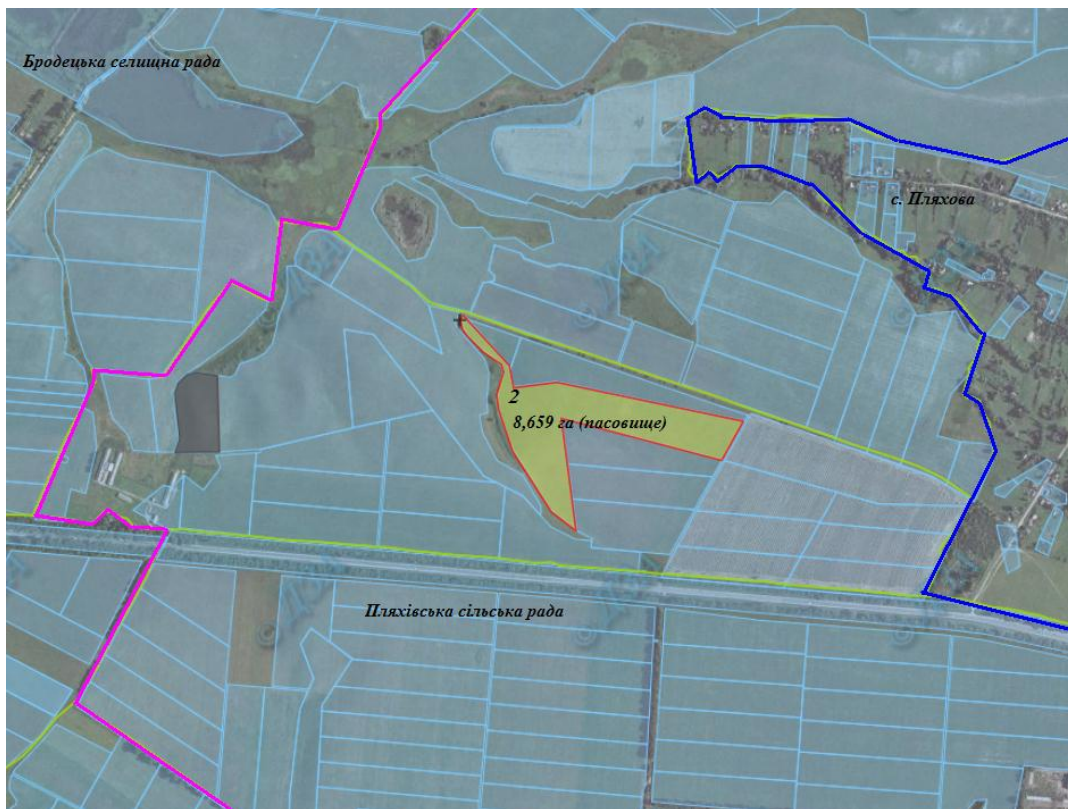 Бродецька селищна рада
с. Пляхова
2
8,659 га (пасовище)
Пляхівська сільська рада